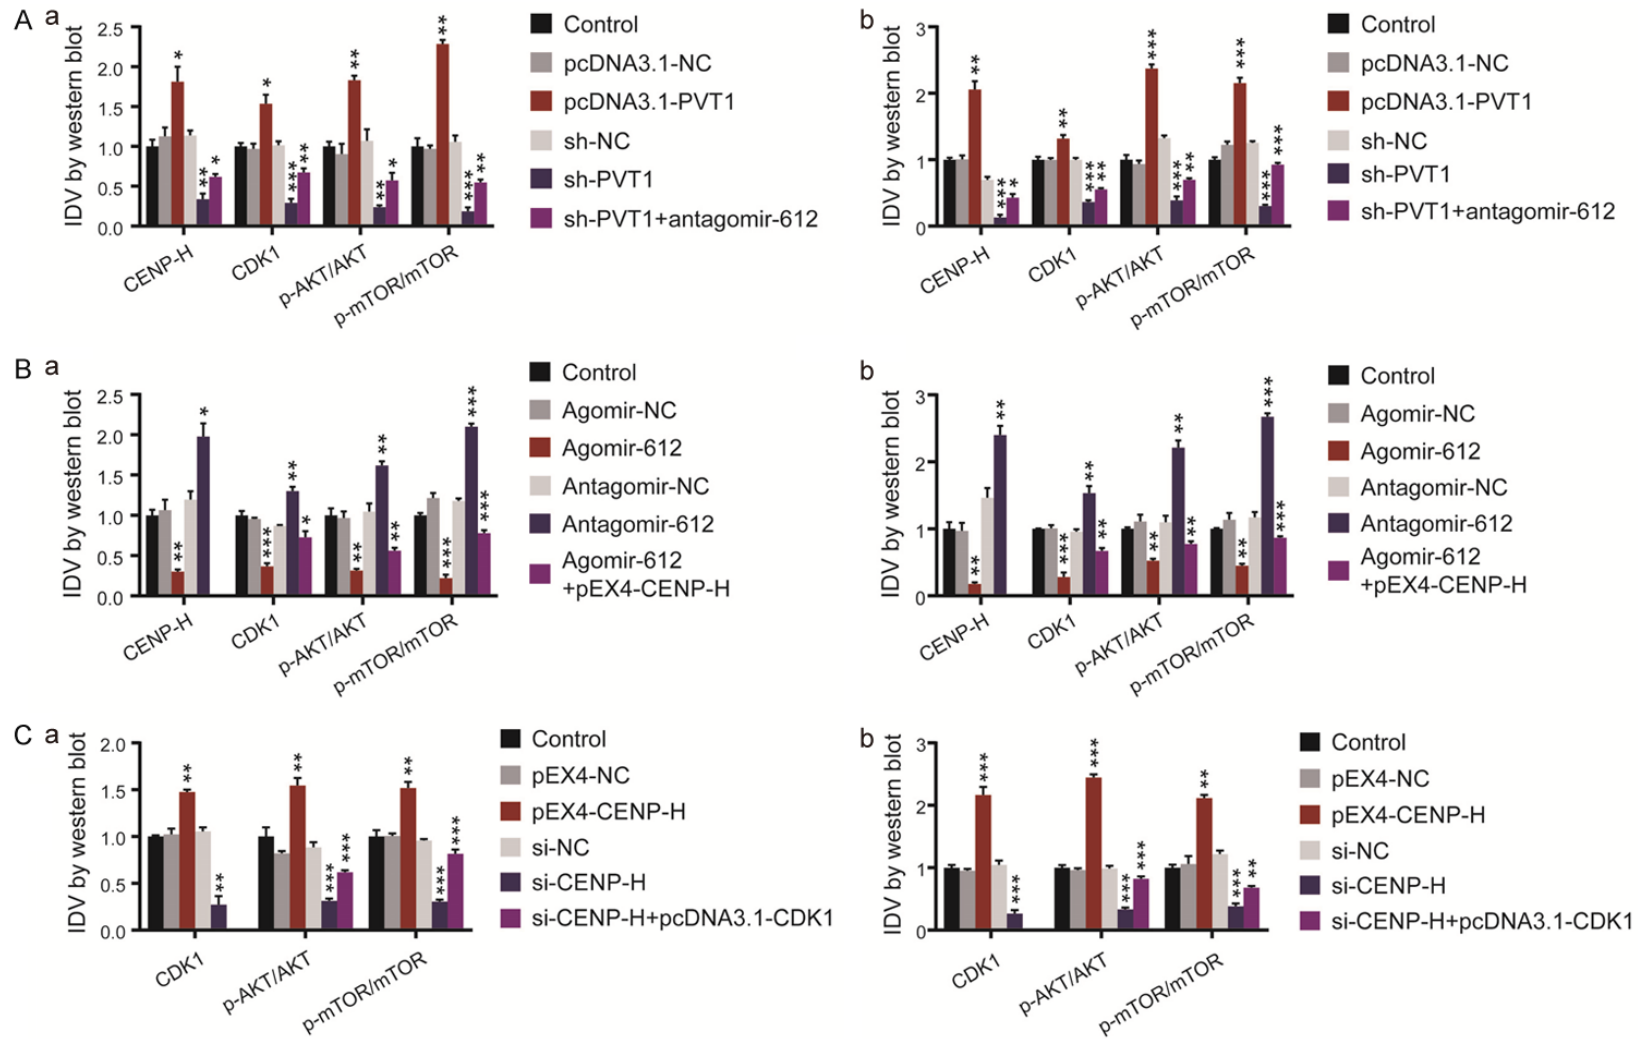 A a
IDV by western blot
2.5
2.0
1.5
1.0
0.5
0.0
* ** *
* *** **
** ** *
** *** **
CENP-H
CDK1
p-AKT/AKT
p-mTOR/mTOR
Control
pcDNA3.1-NC
pcDNA3.1-PVT1
sh-NC
sh-PVT1
sh-PVT1+antagomir-612
b
IDV by western blot
3
2
1
0
** *** *
** *** **
*** *** **
*** *** ***
CENP-H
CDK1
p-AKT/AKT
p-mTOR/mTOR
Control
pcDNA3.1-NC
pcDNA3.1-PVT1
sh-NC
sh-PVT1
sh-PVT1+antagomir-612
B a
IDV by western blot
2.5
2.0
1.5
1.0
0.5
0.0
** *
*** ** *
** ** **
*** *** ***
CENP-H
CDK1
p-AKT/AKT
p-mTOR/mTOR
Control
Agomir-NC
Agomir-612
Antagomir-NC
Antagomir-612
Agomir-612
+pEX4-CENP-H
b
IDV by western blot
3
2
1
0
** **
*** ** **
** ** **
** *** ***
CENP-H
CDK1
p-AKT/AKT
p-mTOR/mTOR
Control
Agomir-NC
Agomir-612
Antagomir-NC
Antagomir-612
Agomir-612
+pEX4-CENP-H
C a
IDV by western blot
2.0
1.5
1.0
0.5
0.0
** **
** *** ***
** *** ***
CDK1
p-AKT/AKT
p-mTOR/mTOR
Control
pEX4-NC
pEX4-CENP-H
si-NC
si-CENP-H
si-CENP-H+pcDNA3.1-CDK1
b
IDV by western blot
3
2
1
0
*** ***
*** *** ***
** *** **
CDK1
p-AKT/AKT
p-mTOR/mTOR
Control
pEX4-NC
pEX4-CENP-H
si-NC
si-CENP-H
si-CENP-H+pcDNA3.1-CDK1